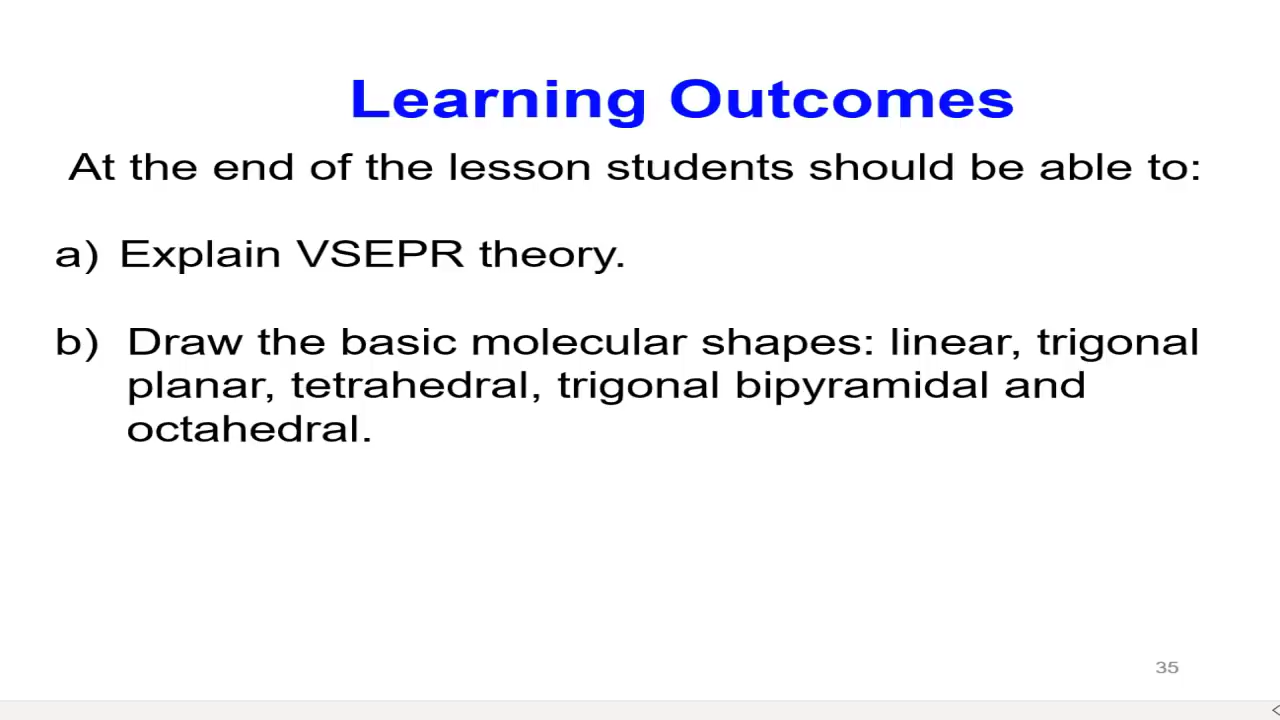 Learning Outcomes
At the end of the lesson students should be able to:
a) Explain VSEPR theory.
b) Draw the basic molecular shapes: linear, trigonal
planar, tetrahedral, trigonal bipyramidal and
octahedral.
35